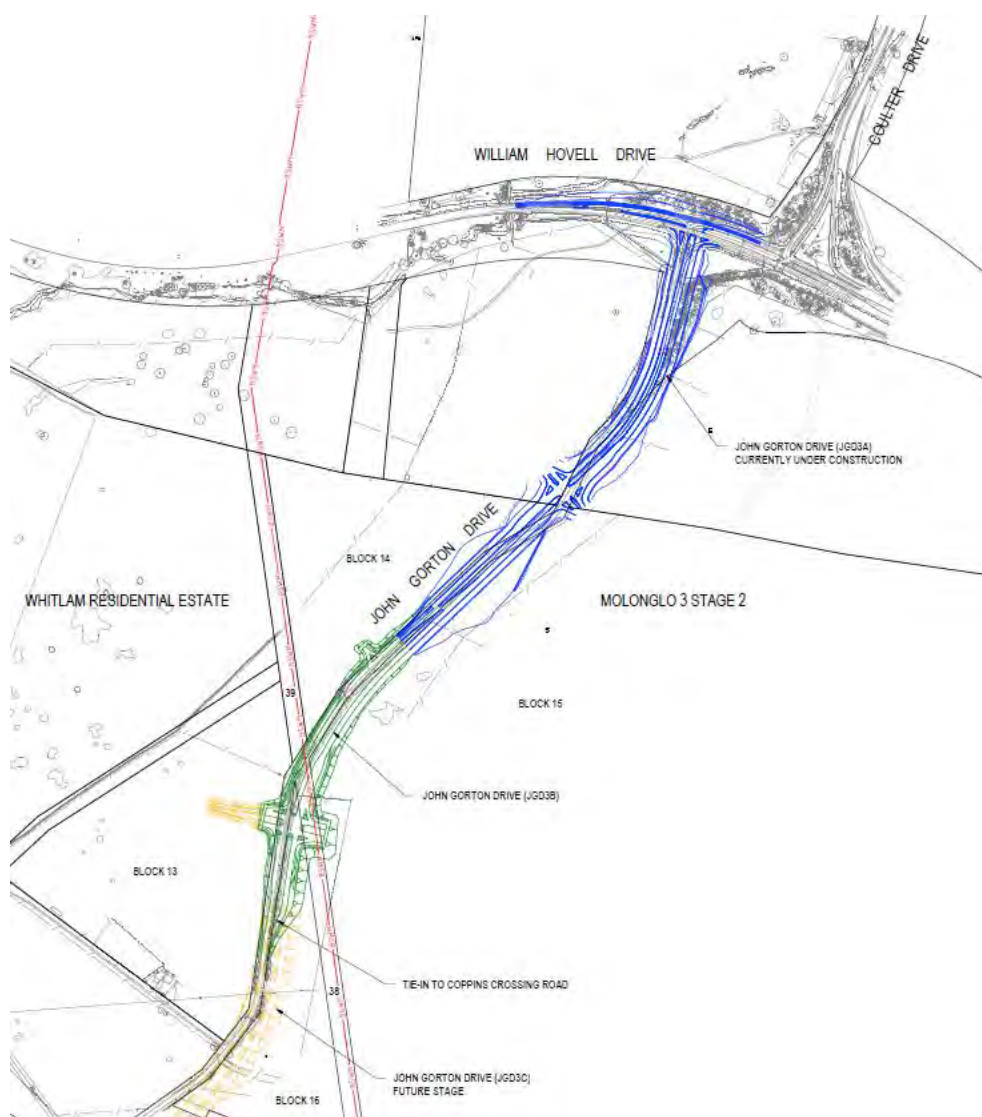 COULTER DRIVE
WILLIAM HOVELL DRIVE
JOHN GORTON DRIVE (JGD3A)
CURRENTLY UNDER CONSTRUCTION
JOHN GORTON DRIVE
BLOCK 14
WHITLAM RESIDENTIAL ESTATE
MOLONGLO 3 STAGE 2
39
BLOCK 15
JOHN GORTON DRIVE (JGD3B)
BLOCK 13
TIE-IN TO COPPINS CROSSING ROAD
38
JOHN GORTON DRIVE (JGD3C)
FUTURE STAGE
BLOCK 16